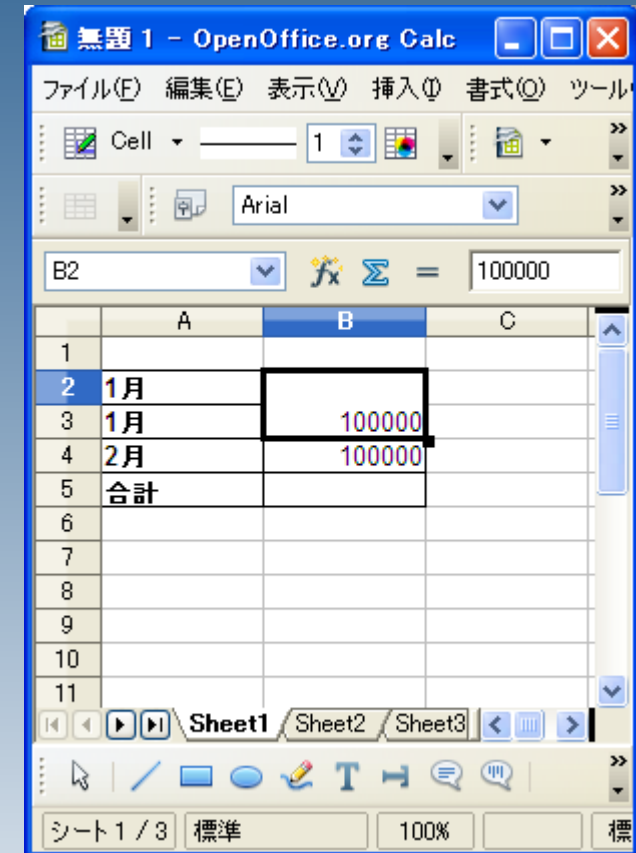 無題 1 - OpenOffice.org Calc
ファイル(F) 編集(E) 表示(V) 挿入(I) 書式(O) ツール
Cell 1
Arial
B2 100000
A B C
1
2 1月
3 1月 100000
4 2月 100000
5 合計
6
7
8
9
10
11
Sheet1 Sheet2 Sheet3
シート 1 / 3 標準 100% 標